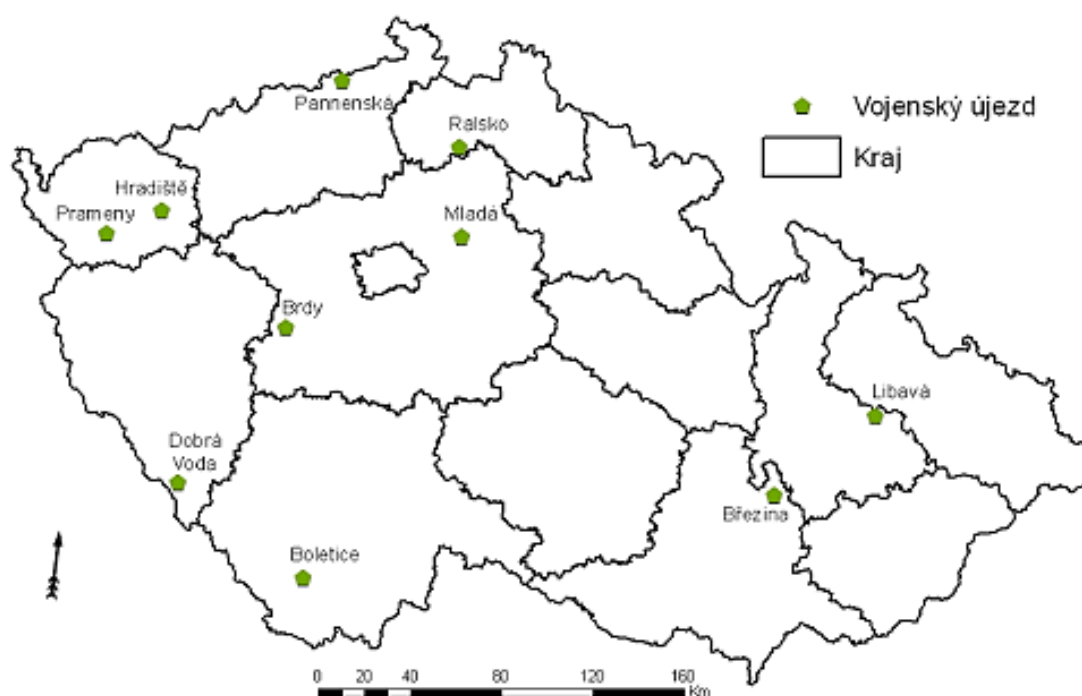 Pannenská
Vojenský újezd
Ralsko
Kraj
Hradiště
Prameny
Mladá
Brdy
Libavá
Dobrá
Voda
Březina
Boletice
0 20 40 80 120 160
Km